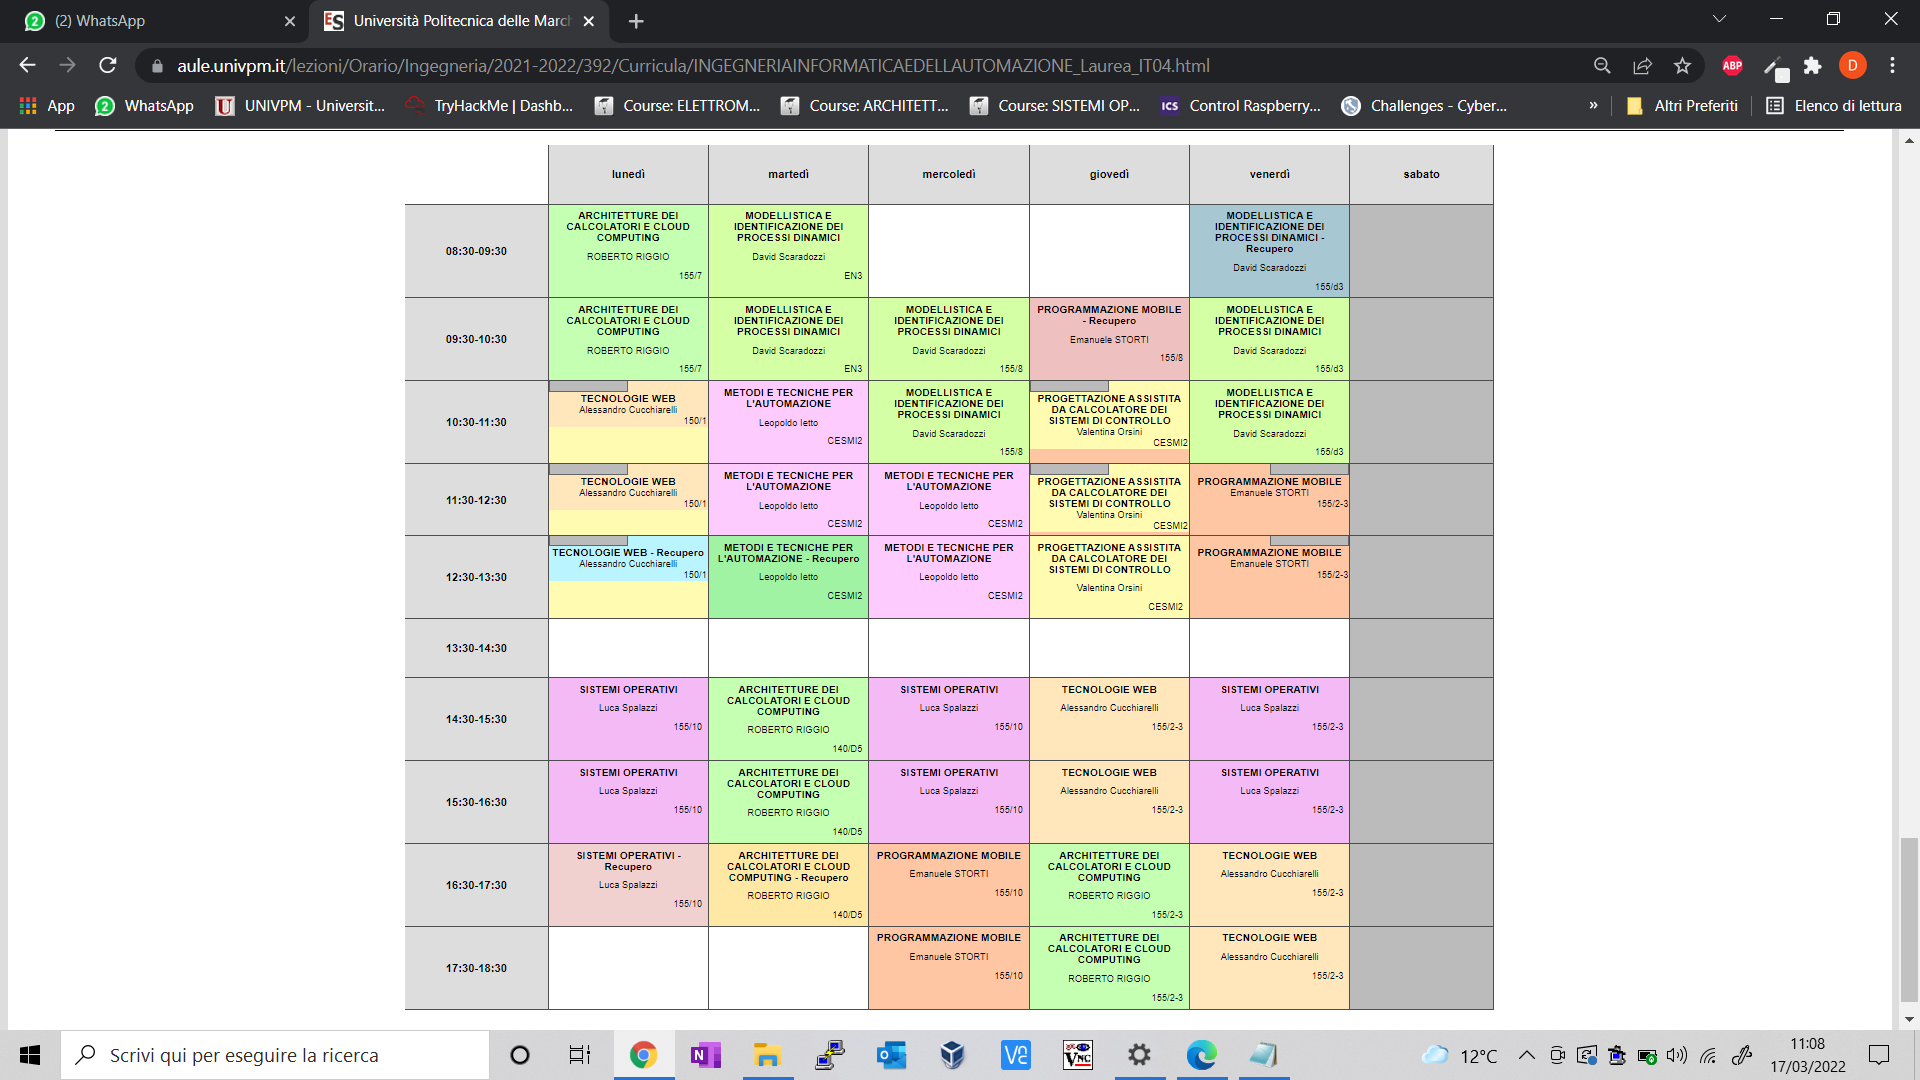 (2) WhatsApp
Università Politecnica delle March
aule.univpm.it/lezioni/Orario/Ingegneria/2021-2022/392/Curricula/INGEGNERIAINFORMATICAEDELLAUTOMAZIONE_Laurea_IT04.html
ABP
D
App
WhatsApp
UNIVPM - Universit...
TryHackMe | Dashb...
Course: ELETTROM...
Course: ARCHITETT...
Course: SISTEMI OP...
ICS
Control Raspberry...
Challenges - Cyber...
»
Altri Preferiti
Elenco di lettura
lunedì
martedì
mercoledì
giovedì
venerdì
sabato
08:30-09:30
ARCHITETTURE DEI
CALCOLATORI E CLOUD
COMPUTING
ROBERTO RIGGIO
155/7
MODELLISTICA E
IDENTIFICAZIONE DEI
PROCESSI DINAMICI
David Scaradozzi
EN3
MODELLISTICA E
IDENTIFICAZIONE DEI
PROCESSI DINAMICI -
Recupero
David Scaradozzi
155/d3
09:30-10:30
ARCHITETTURE DEI
CALCOLATORI E CLOUD
COMPUTING
ROBERTO RIGGIO
155/7
MODELLISTICA E
IDENTIFICAZIONE DEI
PROCESSI DINAMICI
David Scaradozzi
EN3
MODELLISTICA E
IDENTIFICAZIONE DEI
PROCESSI DINAMICI
David Scaradozzi
155/8
PROGRAMMAZIONE MOBILE
- Recupero
Emanuele STORTI
155/8
MODELLISTICA E
IDENTIFICAZIONE DEI
PROCESSI DINAMICI
David Scaradozzi
155/d3
10:30-11:30
TECNOLOGIE WEB
Alessandro Cucchiarelli
150/1
METODI E TECNICHE PER
L'AUTOMAZIONE
Leopoldo Ietto
CESMI2
MODELLISTICA E
IDENTIFICAZIONE DEI
PROCESSI DINAMICI
David Scaradozzi
155/8
PROGETTAZIONE ASSISTITA
DA CALCOLATORE DEI
SISTEMI DI CONTROLLO
Valentina Orsini
CESMI2
MODELLISTICA E
IDENTIFICAZIONE DEI
PROCESSI DINAMICI
David Scaradozzi
155/d3
11:30-12:30
TECNOLOGIE WEB
Alessandro Cucchiarelli
150/1
METODI E TECNICHE PER
L'AUTOMAZIONE
Leopoldo Ietto
CESMI2
METODI E TECNICHE PER
L'AUTOMAZIONE
Leopoldo Ietto
CESMI2
PROGETTAZIONE ASSISTITA
DA CALCOLATORE DEI
SISTEMI DI CONTROLLO
Valentina Orsini
CESMI2
PROGRAMMAZIONE MOBILE
Emanuele STORTI
155/2-3
12:30-13:30
TECNOLOGIE WEB - Recupero
Alessandro Cucchiarelli
150/1
METODI E TECNICHE PER
L'AUTOMAZIONE - Recupero
Leopoldo Ietto
CESMI2
METODI E TECNICHE PER
L'AUTOMAZIONE
Leopoldo Ietto
CESMI2
PROGETTAZIONE ASSISTITA
DA CALCOLATORE DEI
SISTEMI DI CONTROLLO
Valentina Orsini
CESMI2
PROGRAMMAZIONE MOBILE
Emanuele STORTI
155/2-3
13:30-14:30
14:30-15:30
SISTEMI OPERATIVI
Luca Spalazzi
155/10
ARCHITETTURE DEI
CALCOLATORI E CLOUD
COMPUTING
ROBERTO RIGGIO
140/D5
SISTEMI OPERATIVI
Luca Spalazzi
155/10
TECNOLOGIE WEB
Alessandro Cucchiarelli
155/2-3
SISTEMI OPERATIVI
Luca Spalazzi
155/2-3
15:30-16:30
SISTEMI OPERATIVI
Luca Spalazzi
155/10
ARCHITETTURE DEI
CALCOLATORI E CLOUD
COMPUTING
ROBERTO RIGGIO
140/D5
SISTEMI OPERATIVI
Luca Spalazzi
155/10
TECNOLOGIE WEB
Alessandro Cucchiarelli
155/2-3
SISTEMI OPERATIVI
Luca Spalazzi
155/2-3
16:30-17:30
SISTEMI OPERATIVI -
Recupero
Luca Spalazzi
155/10
ARCHITETTURE DEI
CALCOLATORI E CLOUD
COMPUTING - Recupero
ROBERTO RIGGIO
140/D5
PROGRAMMAZIONE MOBILE
Emanuele STORTI
155/10
ARCHITETTURE DEI
CALCOLATORI E CLOUD
COMPUTING
ROBERTO RIGGIO
155/2-3
TECNOLOGIE WEB
Alessandro Cucchiarelli
155/2-3
17:30-18:30
PROGRAMMAZIONE MOBILE
Emanuele STORTI
155/10
ARCHITETTURE DEI
CALCOLATORI E CLOUD
COMPUTING
ROBERTO RIGGIO
155/2-3
TECNOLOGIE WEB
Alessandro Cucchiarelli
155/2-3
Scrivi qui per eseguire la ricerca
12°C
11:08
17/03/2022